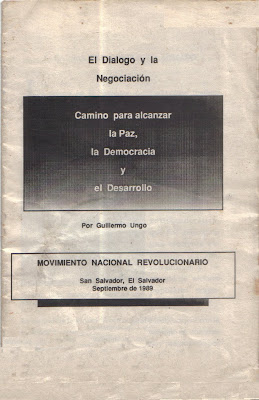 El Dialogo y la
Negociación
Camino para alcanzar
la Paz,
la Democracia
y
el Desarrollo
Por Guillermo Ungo
MOVIMIENTO NACIONAL REVOLUCIONARIO
San Salvador, El Salvador
Septiembre de 1989